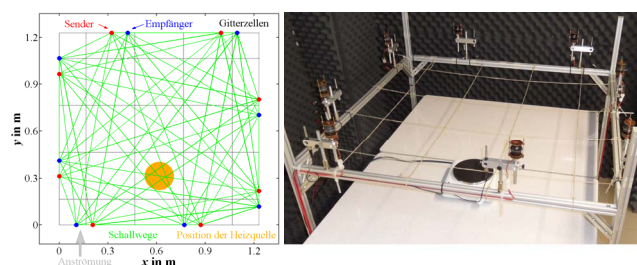 Sender Empfänger Gitterzellen
1.2
0.9
y in m
0.6
0.3
0
Schallwege Position der Heizquelle
0 0.3 0.6 0.9 1.2
Anströmung x in m